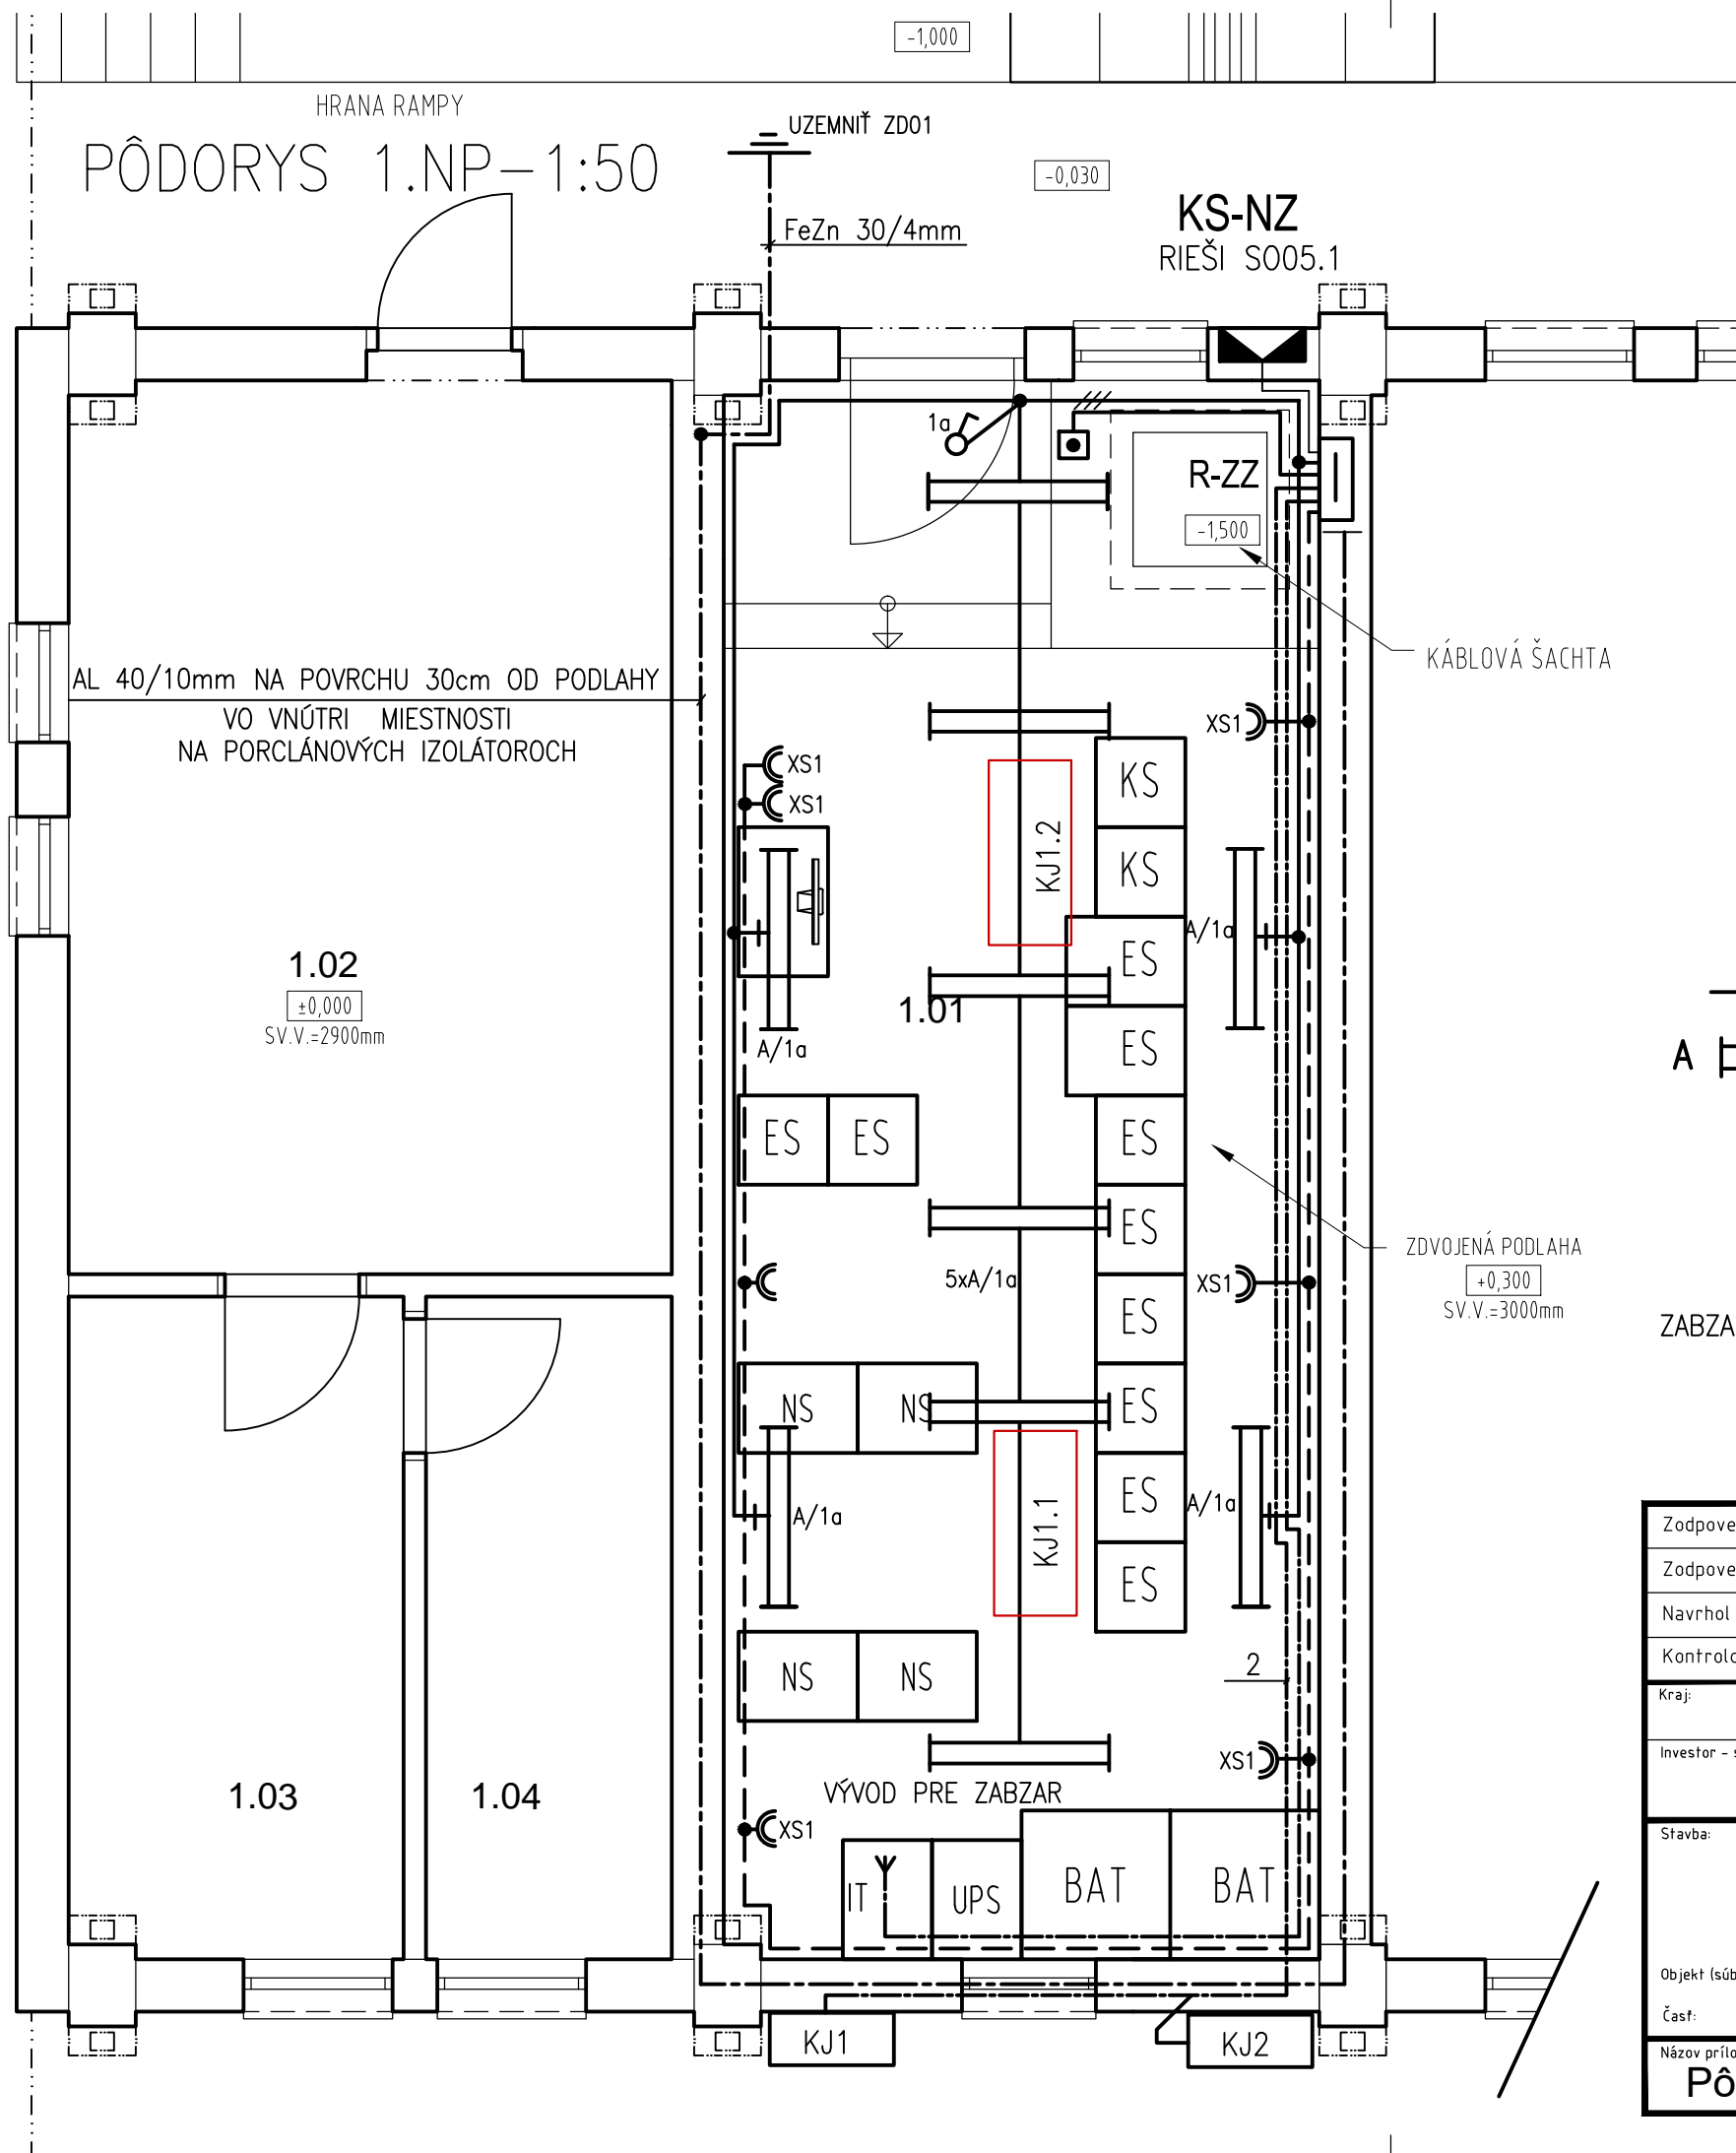 -1,000
HRANA RAMPY
UZEMNIŤ ZD01
PÔDORYS 1.NP-1:50
-0,030
KS-NZ
FeZn 30/4mm
RIEŠI SO05.1
1a
R-ZZ
-1,500
KÁBLOVÁ ŠACHTA
AL 40/10mm NA POVRCHU 30cm OD PODLAHY
VO VNÚTRI MIESTNOSTI
NA PORCLÁNOVÝCH IZOLÁTOROCH
XS1
XS1
XS1
KS
KJ1.2
KS
A/1a
ES
1.02
±0,000
SV.V.=2900mm
1.01
A/1a
ES
A
ES
ES
ES
ES
ZDVOJENÁ PODLAHA
+0,300
SV.V.=3000mm
5xA/1a
XS1
ES
ZABZA
NS
NS
ES
KJ1.1
ES
A/1a
A/1a
ES
Zodpove
Zodpove
Navrhol
Kontrolo
Kraj:
Investor - s
Stavba:
Objekt (súb
Časť:
Názov prílo
Pô
NS
NS
2
XS1
1.03
1.04
VÝVOD PRE ZABZAR
XS1
IT
UPS
BAT
BAT
KJ1
KJ2